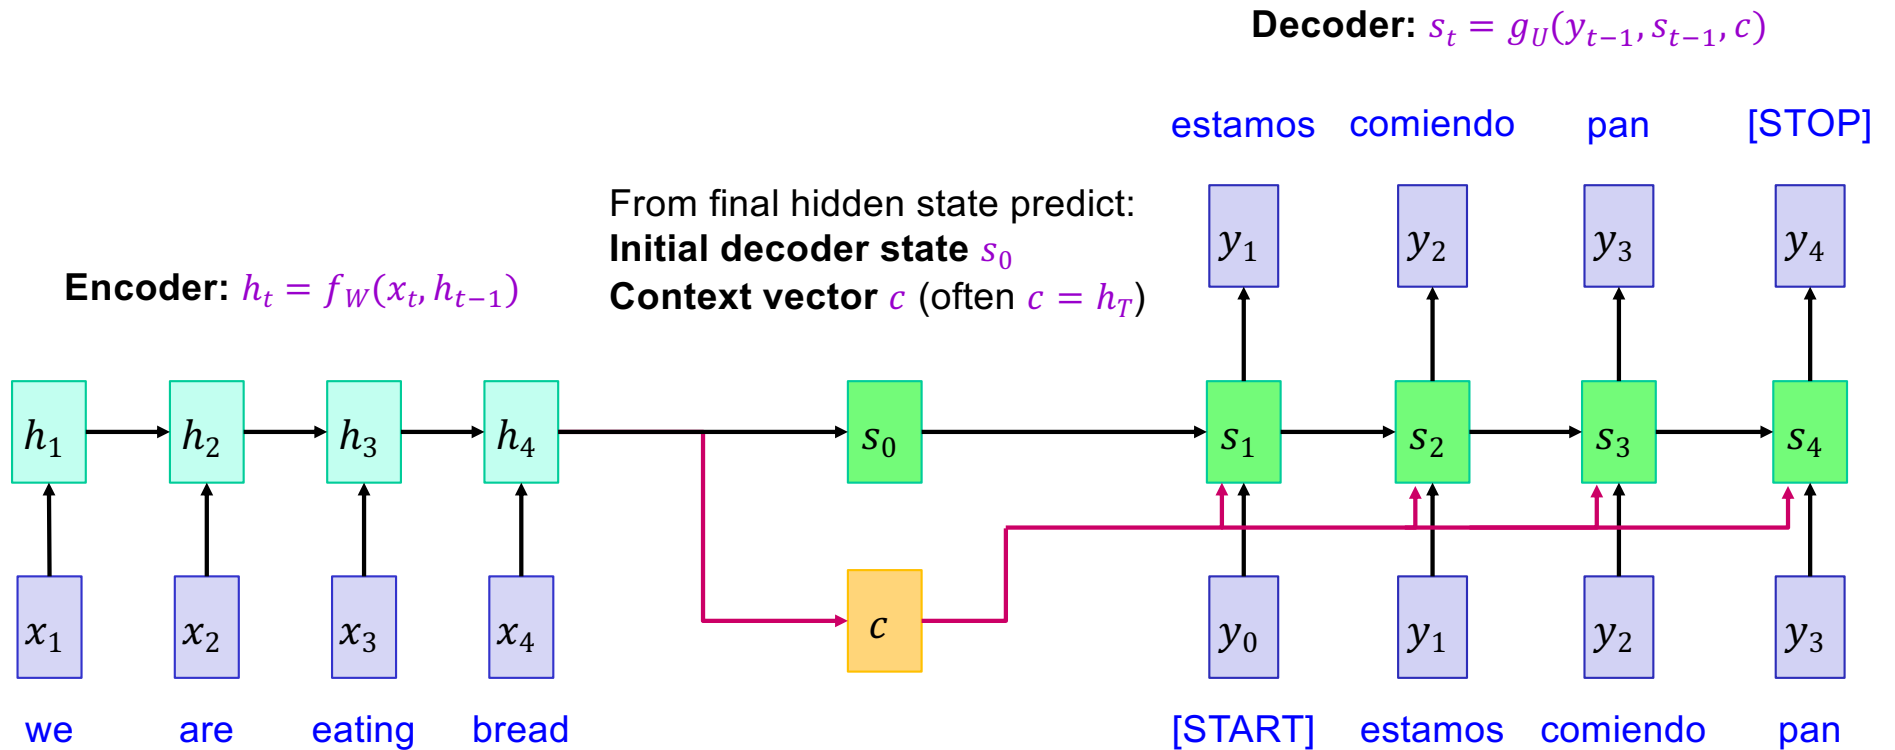 Decoder: sₜ = g_U(yₜ₋₁, sₜ₋₁, c)
estamos comiendo pan [STOP]
From final hidden state predict:
Initial decoder state s₀
Context vector c (often c = h_T)
Encoder: hₜ = f_W(xₜ, hₜ₋₁)
y₁ y₂ y₃ y₄
h₁ h₂ h₃ h₄ s₀ s₁ s₂ s₃ s₄
x₁ x₂ x₃ x₄ c y₀ y₁ y₂ y₃
we are eating bread [START] estamos comiendo pan